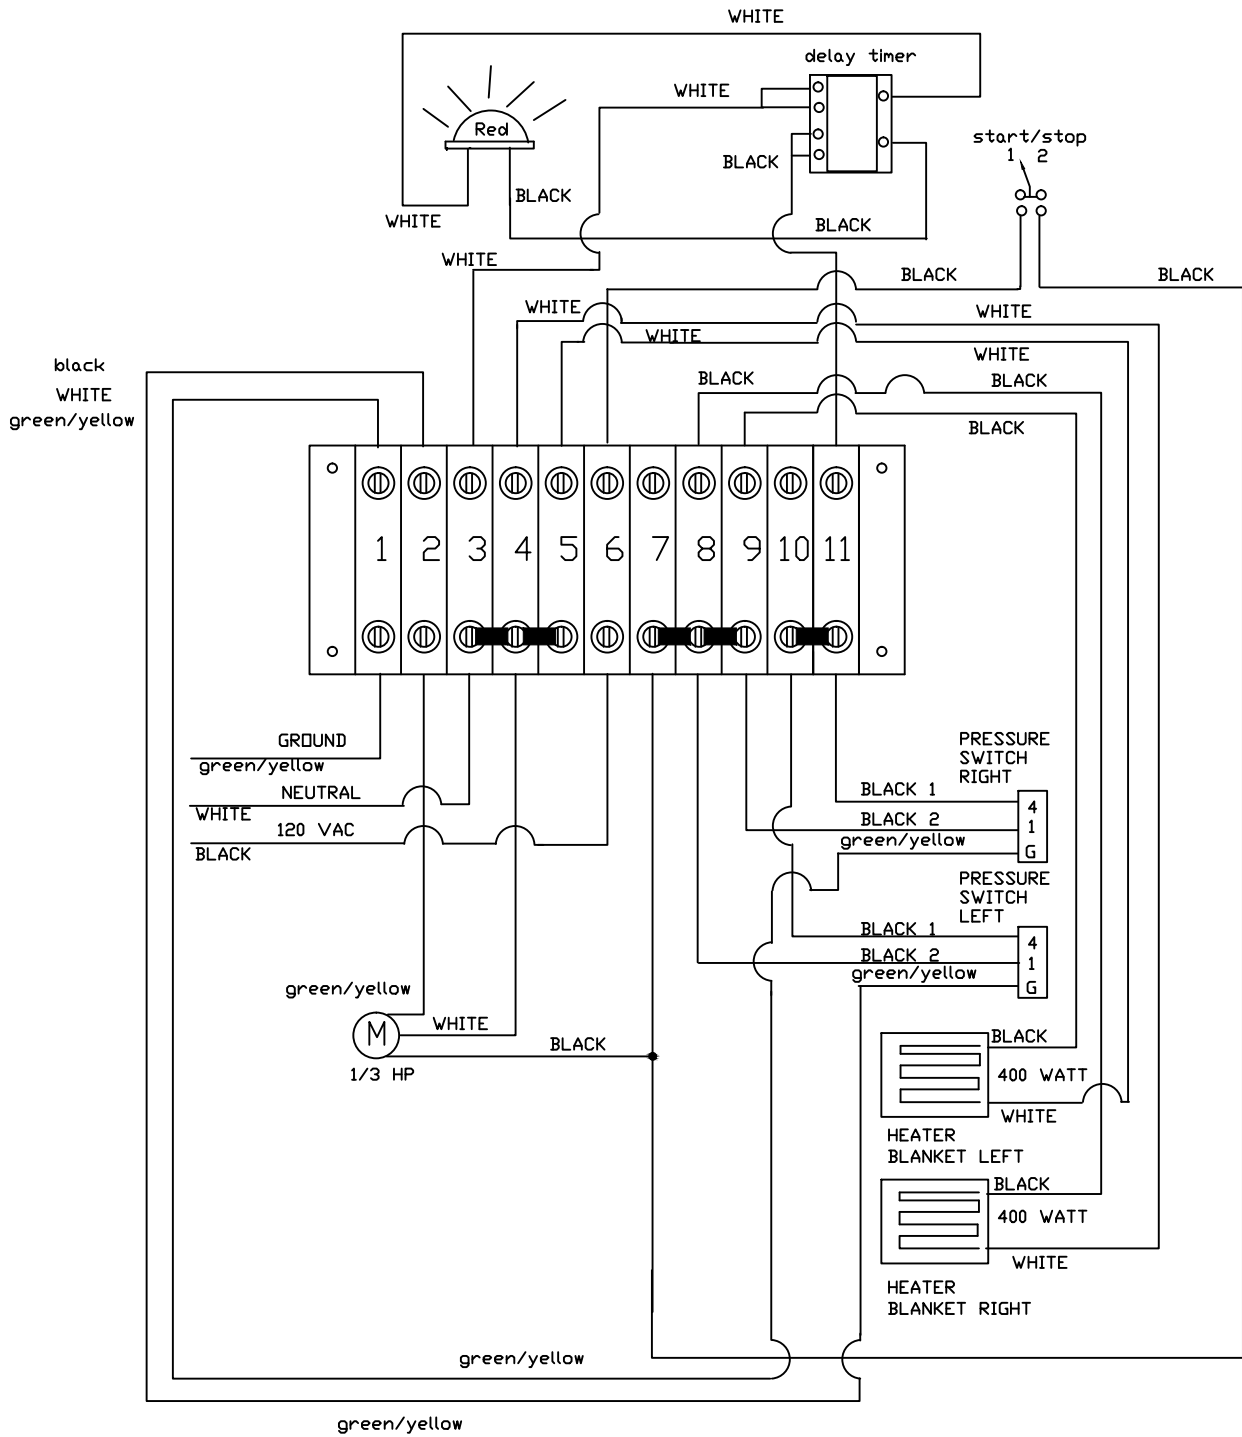 WHITE
delay timer
WHITE
Red
start/stop
1 2
BLACK
BLACK
WHITE
BLACK
WHITE
BLACK
BLACK
WHITE
WHITE
WHITE
WHITE
black
BLACK
BLACK
WHITE
green/yellow
BLACK
1 2 3 4 5 6 7 8 9 10 11
GROUND
green/yellow
PRESSURE
SWITCH
RIGHT
NEUTRAL
WHITE
BLACK 1
4
120 VAC
BLACK
BLACK 2
1
green/yellow
G
PRESSURE
SWITCH
LEFT
BLACK 1
4
BLACK 2
1
green/yellow
G
green/yellow
M
WHITE
BLACK
1/3 HP
BLACK
400 WATT
WHITE
HEATER
BLANKET LEFT
BLACK
400 WATT
WHITE
HEATER
BLANKET RIGHT
green/yellow
green/yellow